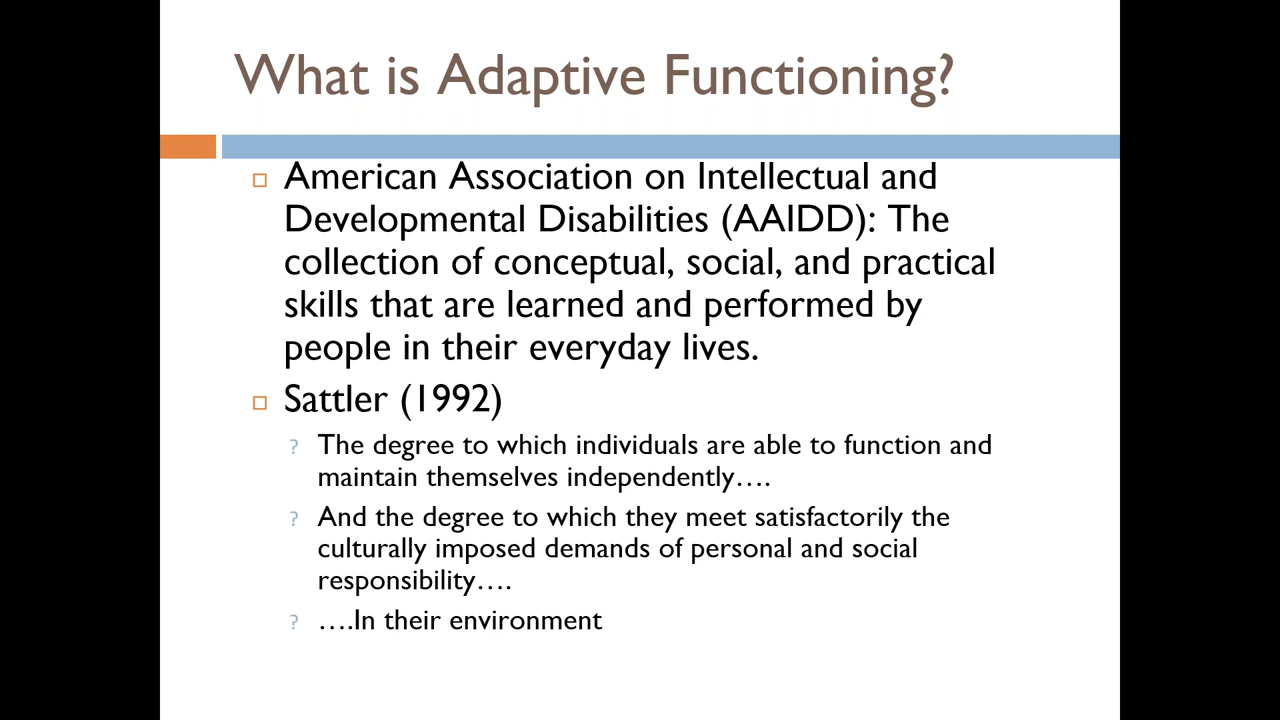 What is Adaptive Functioning?
American Association on Intellectual and
Developmental Disabilities (AAIDD): The
collection of conceptual, social, and practical
skills that are learned and performed by
people in their everyday lives.
Sattler (1992)
? The degree to which individuals are able to function and
maintain themselves independently….
? And the degree to which they meet satisfactorily the
culturally imposed demands of personal and social
responsibility….
? ….In their environment